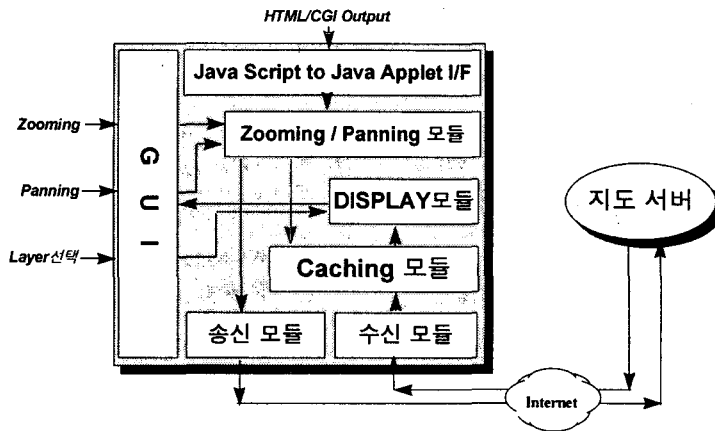 HTML/CGI Output
Java Script to Java Applet I/F
Zooming
Zooming / Panning 모듈
G U I
Panning
DISPLAY모듈
지도 서버
Layer선택
Caching 모듈
송신 모듈
수신 모듈
Internet